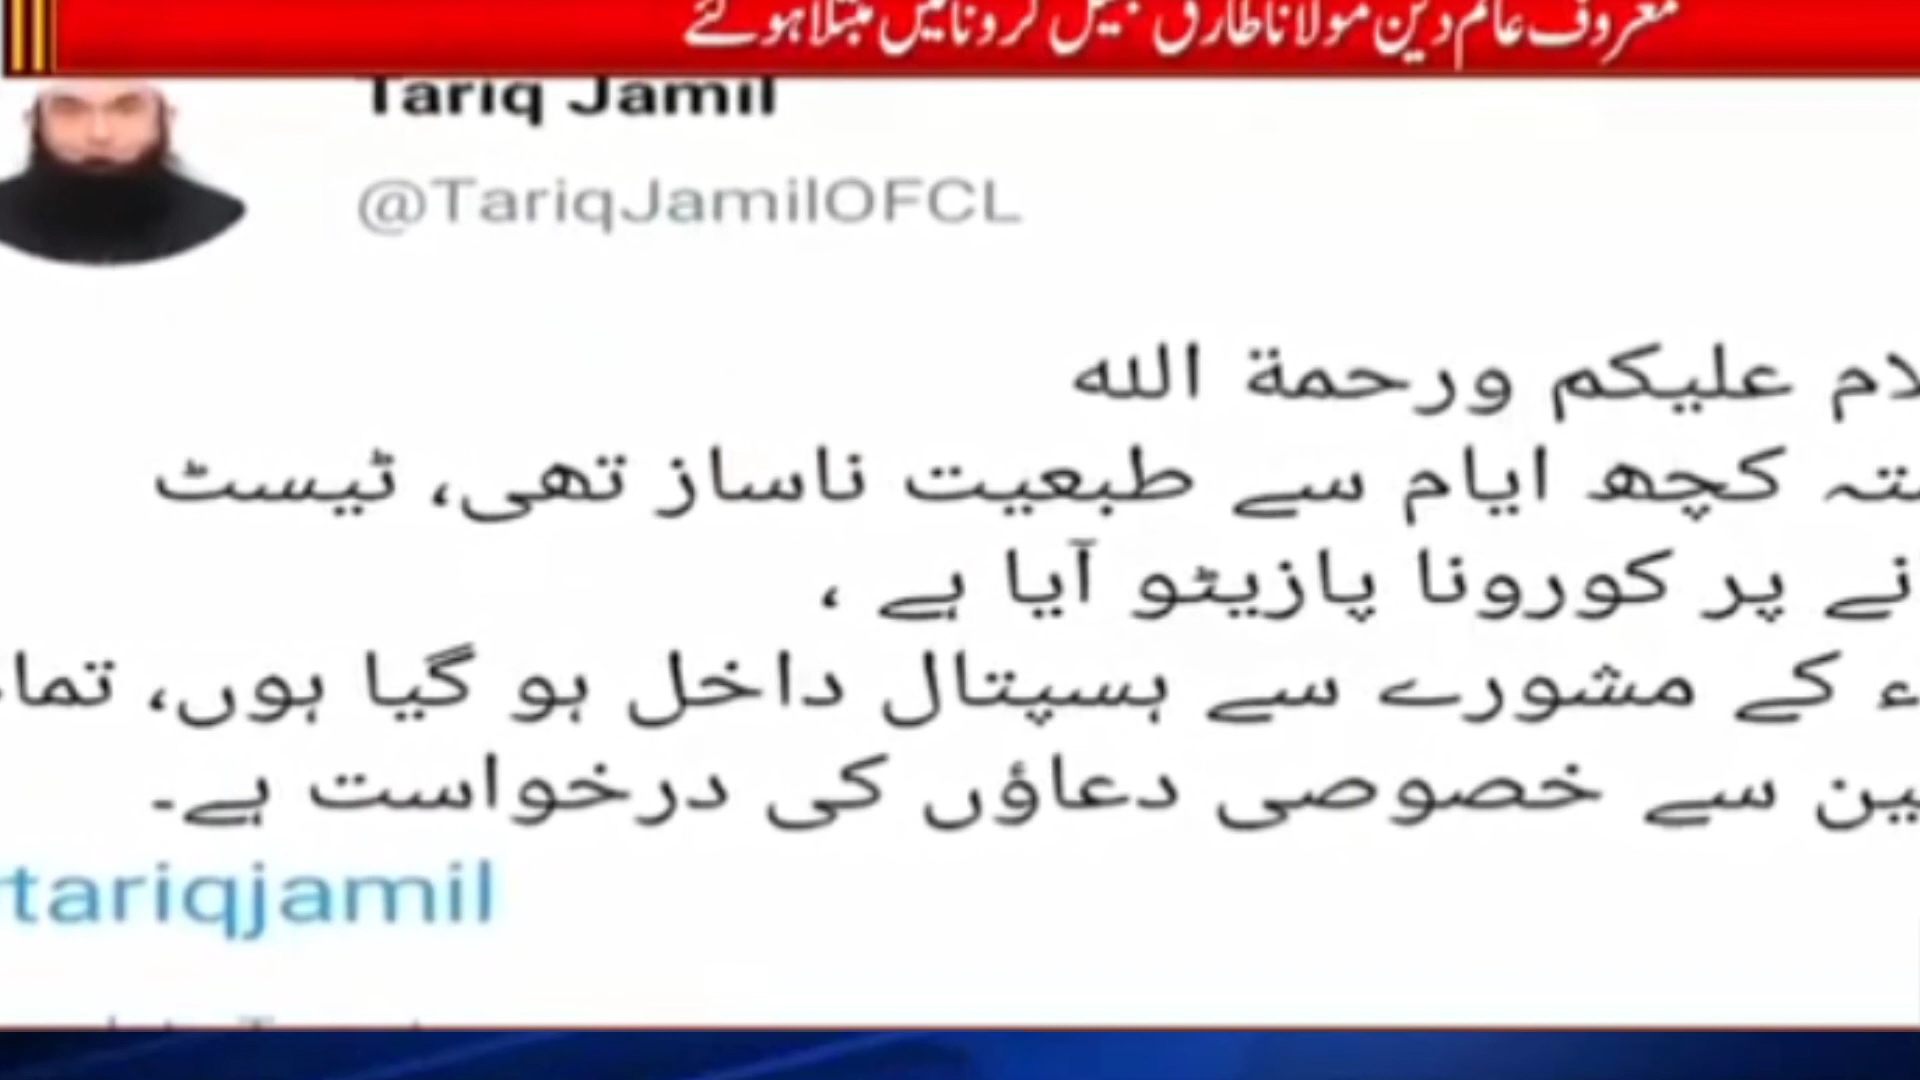 معروف عالم دین مولانا طارق جمیل کرونا میں مبتلا ہو گئے
Tariq Jamil
@TariqJamilOFCL
لام علیکم ورحمة الله
کچھ ایام سے طبعیت ناساز تھی، ٹیسٹ
نے پر کورونا پازیٹو آیا ہے ،
ء کے مشورے سے ہسپتال داخل ہو گیا ہوں، تما
ین سے خصوصی دعاؤں کی درخواست ہے۔
tariqjamil